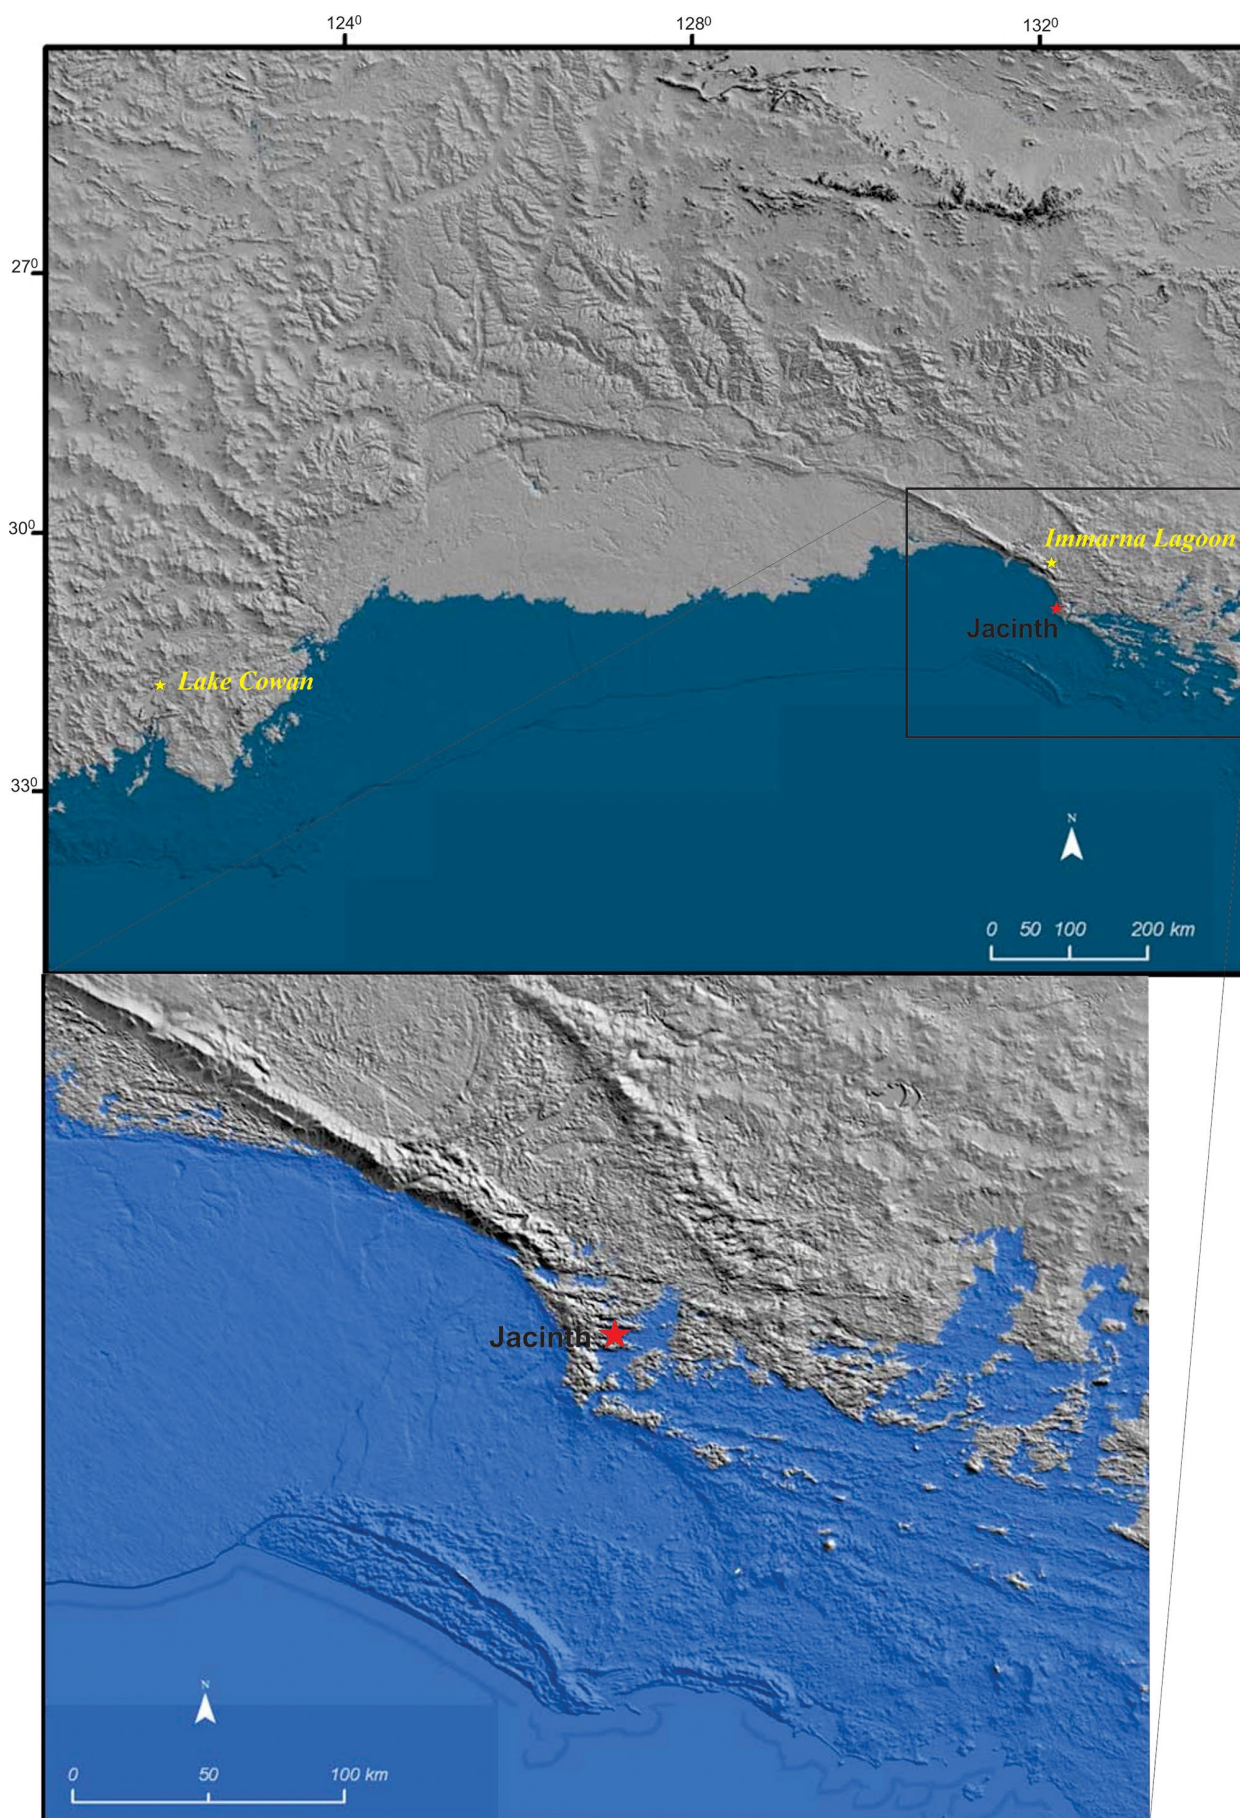 124⁰ 128⁰ 132⁰
27⁰
30⁰
Immarna Lagoon
Jacinth
Lake Cowan
33⁰
N
0 50 100 200 km
Jacinth
N
0 50 100 km